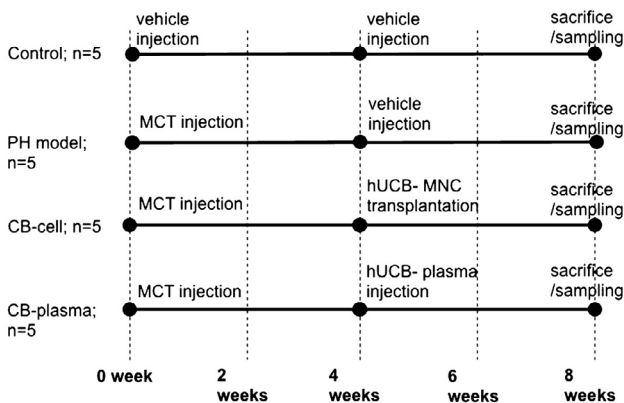 vehicle
injection
vehicle
injection
sacrifice
/sampling
Control; n=5
MCT injection
vehicle
injection
sacrifice
/sampling
PH model;
n=5
MCT injection
hUCB- MNC
transplantation
sacrifice
/sampling
CB-cell; n=5
MCT injection
hUCB- plasma
injection
sacrifice
/sampling
CB-plasma;
n=5
0 week
2
weeks
4
weeks
6
weeks
8
weeks